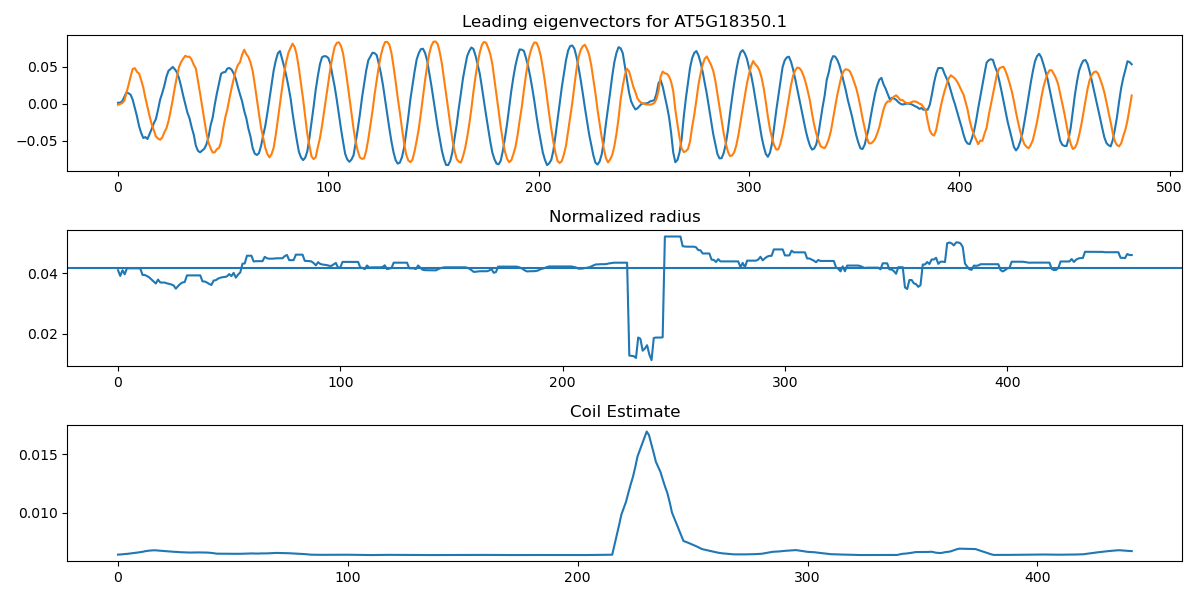 Leading eigenvectors for AT5G18350.1
0.05
0.00
−0.05
0 100 200 300 400 500
Normalized radius
0.04
0.02
0 100 200 300 400
Coil Estimate
0.015
0.010
0 100 200 300 400